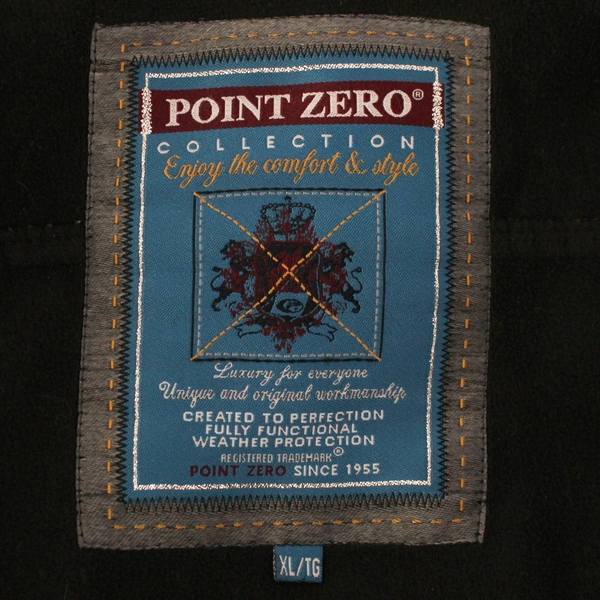 POINT ZERO®
COLLECTION
Enjoy the comfort & style
Luxury for everyone
Unique and original workmanship
CREATED TO PERFECTION
FULLY FUNCTIONAL
WEATHER PROTECTION
REGISTERED TRADEMARK®
POINT ZERO SINCE 1955
XL/TG